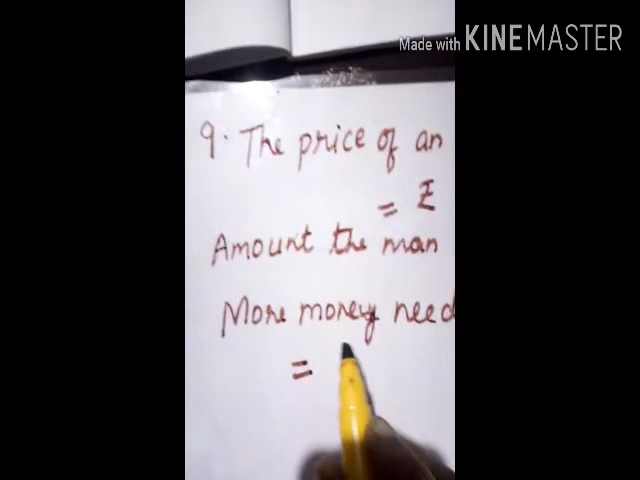 Made with KINEMASTER
9. The price of an
= ₹
Amount the man
More money need
=